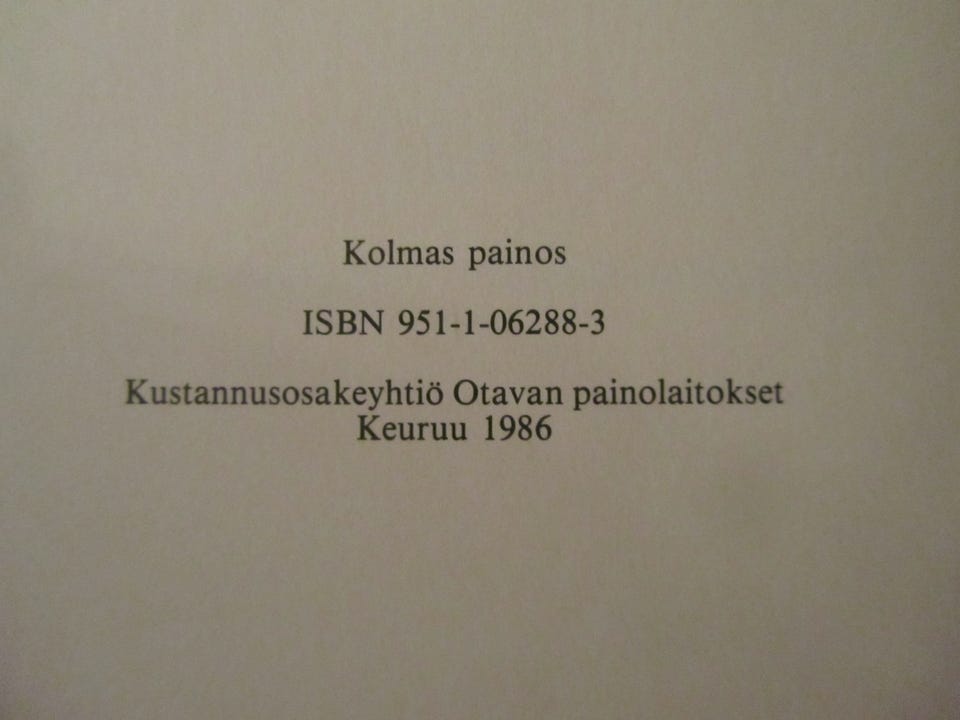 Kolmas painos
ISBN 951-1-06288-3
Kustannusosakeyhtiö Otavan painolaitokset
Keuruu 1986